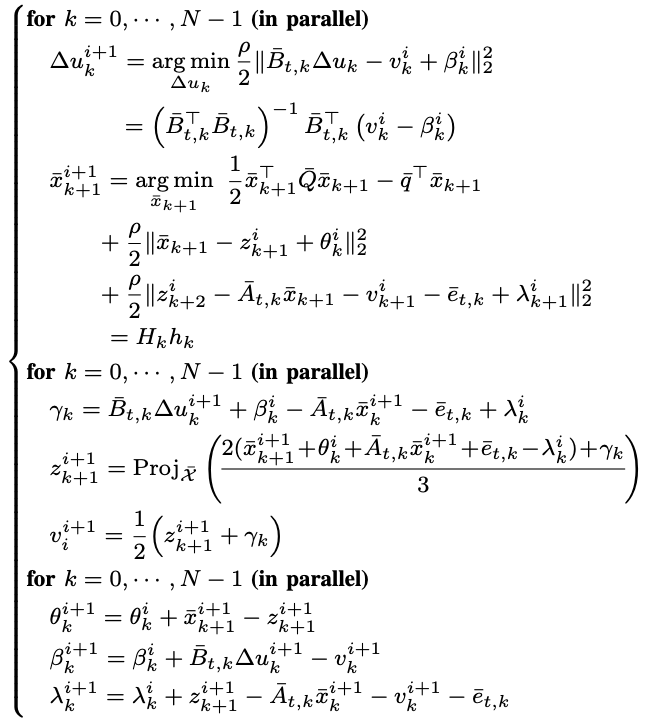 for k = 0, ⋯ , N − 1 (in parallel)
Δu_k^{i+1} = arg min_{Δu_k} ρ/2 ‖B̄_{t,k}Δu_k − v_k^i + β_k^i‖_2^2
= (B̄_{t,k}^⊤ B̄_{t,k})^{−1} B̄_{t,k}^⊤ (v_k^i − β_k^i)
x̄_{k+1}^{i+1} = arg min_{x̄_{k+1}} 1/2 x̄_{k+1}^⊤ Q̄x̄_{k+1} − q̄^⊤ x̄_{k+1}
+ ρ/2 ‖x̄_{k+1} − z_{k+1}^i + θ_k^i‖_2^2
+ ρ/2 ‖z_{k+2}^i − Ā_{t,k}x̄_{k+1} − v_{k+1}^i − ē_{t,k} + λ_{k+1}^i‖_2^2
= H_k h_k
for k = 0, ⋯ , N − 1 (in parallel)
γ_k = B̄_{t,k}Δu_k^{i+1} + β_k^i − Ā_{t,k}x̄_k^{i+1} − ē_{t,k} + λ_k^i
z_{k+1}^{i+1} = Proj_{X̄} ( (2(x̄_{k+1}^{i+1}+θ_k^i+Ā_{t,k}x̄_k^{i+1}+ē_{t,k}−λ_k^i)+γ_k) / 3 )
v_i^{i+1} = 1/2 (z_{k+1}^{i+1} + γ_k)
for k = 0, ⋯ , N − 1 (in parallel)
θ_k^{i+1} = θ_k^i + x̄_{k+1}^{i+1} − z_{k+1}^{i+1}
β_k^{i+1} = β_k^i + B̄_{t,k}Δu_k^{i+1} − v_k^{i+1}
λ_k^{i+1} = λ_k^i + z_{k+1}^{i+1} − Ā_{t,k}x̄_k^{i+1} − v_k^{i+1} − ē_{t,k}